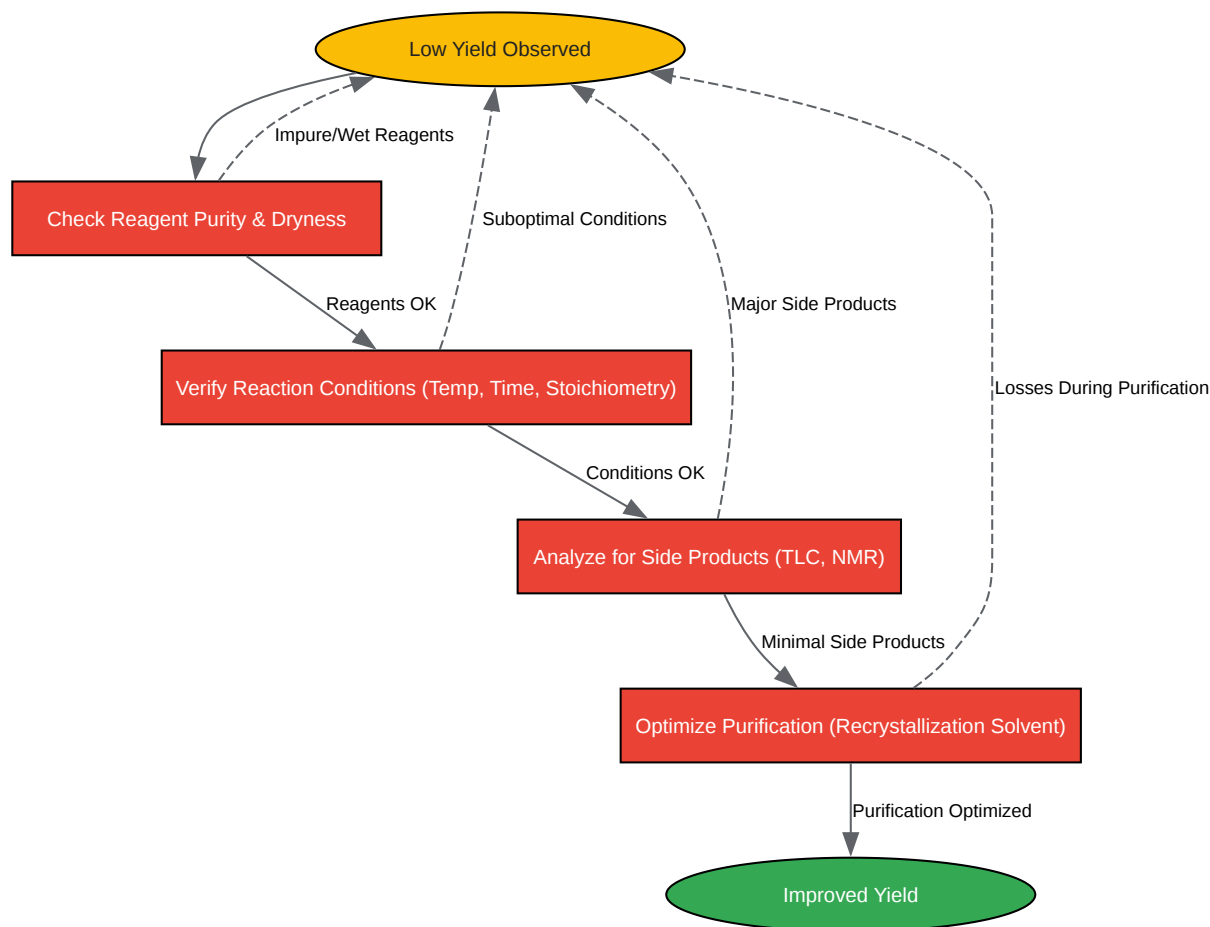 Low Yield Observed
Impure/Wet Reagents
Check Reagent Purity & Dryness
Suboptimal Conditions
Reagents OK
Major Side Products
Verify Reaction Conditions (Temp, Time, Stoichiometry)
Losses During Purification
Conditions OK
Analyze for Side Products (TLC, NMR)
Minimal Side Products
Optimize Purification (Recrystallization Solvent)
Purification Optimized
Improved Yield